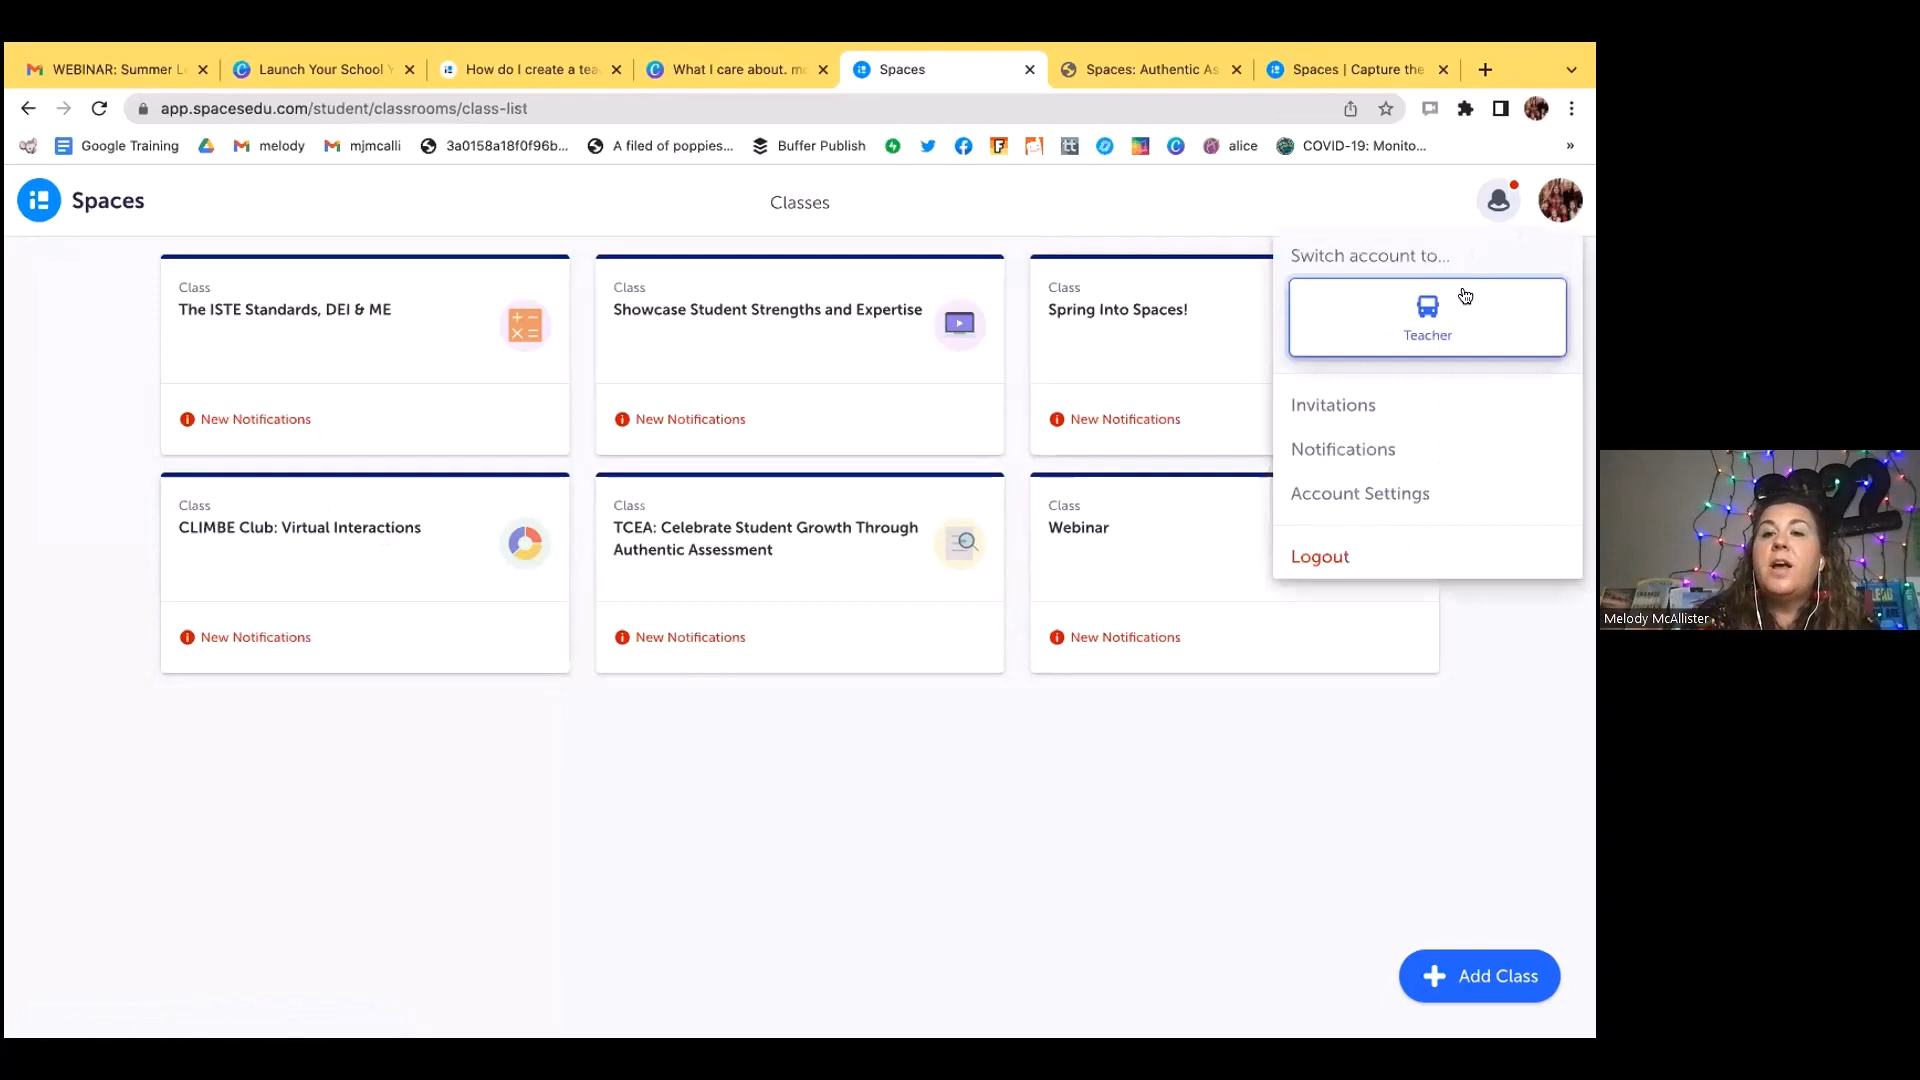 WEBINAR: Summer Le
Launch Your School Y
How do I create a tea
What I care about. mo
Spaces
Spaces: Authentic As
Spaces | Capture the
app.spacesedu.com/student/classrooms/class-list
Google Training
melody
mjmcalli
3a0158a18f0f96b...
A filed of poppies...
Buffer Publish
tt
alice
COVID-19: Monito...
»
Spaces
Classes
Switch account to...
Teacher
Invitations
Notifications
Account Settings
Logout
Class
The ISTE Standards, DEI & ME
New Notifications
Class
Showcase Student Strengths and Expertise
New Notifications
Class
Spring Into Spaces!
New Notifications
Class
CLIMBE Club: Virtual Interactions
New Notifications
Class
TCEA: Celebrate Student Growth Through
Authentic Assessment
New Notifications
Class
Webinar
New Notifications
Add Class
Melody McAllister